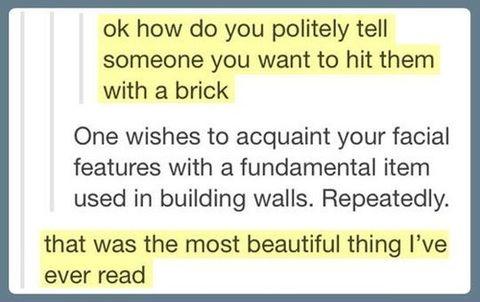 ok how do you politely tell
someone you want to hit them
with a brick
One wishes to acquaint your facial
features with a fundamental item
used in building walls. Repeatedly.
that was the most beautiful thing I've
ever read